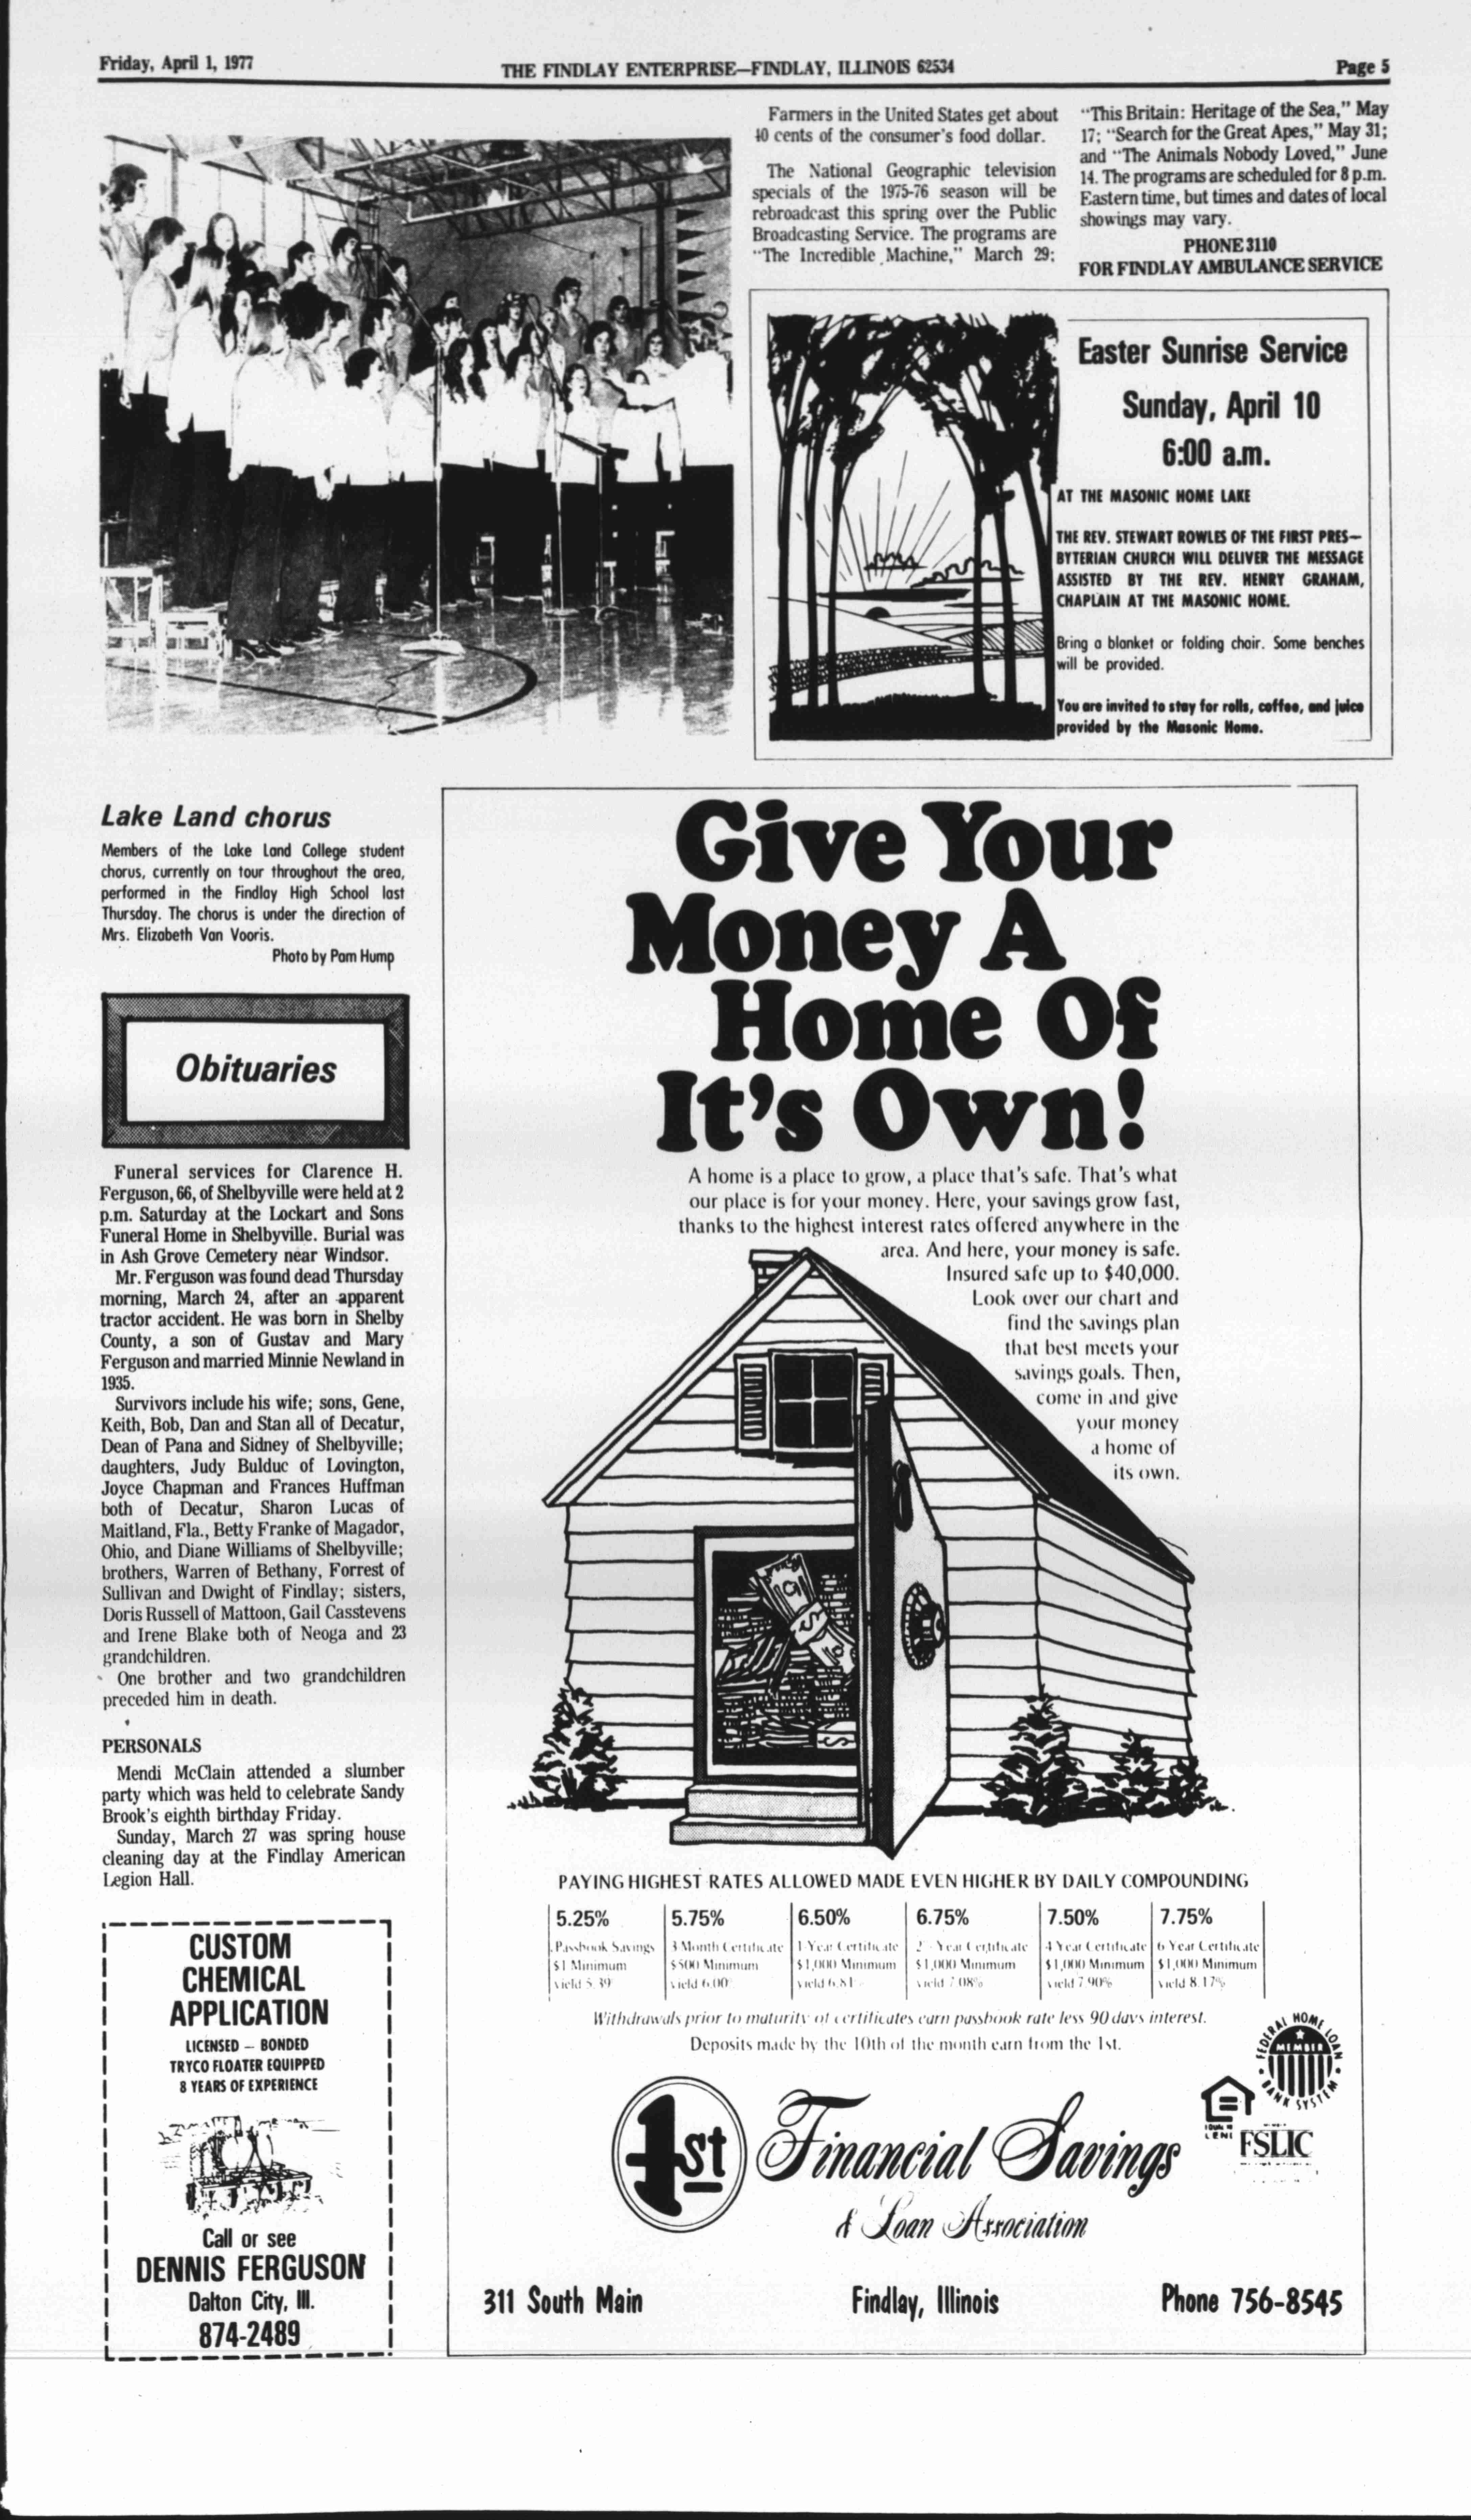 Friday, April 1, 1977
THE FINDLAY ENTERPRISE—FINDLAY, ILLINOIS 62534
Page 5
Farmers in the United States get about
40 cents of the consumer's food dollar.
The National Geographic television
specials of the 1975-76 season will be
rebroadcast this spring over the Public
Broadcasting Service. The programs are
"The Incredible Machine," March 29;
"This Britain: Heritage of the Sea," May
17; "Search for the Great Apes," May 31;
and "The Animals Nobody Loved," June
14. The programs are scheduled for 8 p.m.
Eastern time, but times and dates of local
showings may vary.
PHONE 3110
FOR FINDLAY AMBULANCE SERVICE
Easter Sunrise Service
Sunday, April 10
6:00 a.m.
AT THE MASONIC HOME LAKE
THE REV. STEWART ROWLES OF THE FIRST PRES—
BYTERIAN CHURCH WILL DELIVER THE MESSAGE
ASSISTED BY THE REV. HENRY GRAHAM,
CHAPLAIN AT THE MASONIC HOME.
Bring a blanket or folding chair. Some benches
will be provided.
You are invited to stay for rolls, coffee, and juice
provided by the Masonic Home.
Lake Land chorus
Members of the Lake Land College student
chorus, currently on tour throughout the area,
performed in the Findlay High School last
Thursday. The chorus is under the direction of
Mrs. Elizabeth Van Vooris.
Photo by Pam Hump
Obituaries
Funeral services for Clarence H.
Ferguson, 66, of Shelbyville were held at 2
p.m. Saturday at the Lockart and Sons
Funeral Home in Shelbyville. Burial was
in Ash Grove Cemetery near Windsor.
Mr. Ferguson was found dead Thursday
morning, March 24, after an apparent
tractor accident. He was born in Shelby
County, a son of Gustav and Mary
Ferguson and married Minnie Newland in
1935.
Survivors include his wife; sons, Gene,
Keith, Bob, Dan and Stan all of Decatur,
Dean of Pana and Sidney of Shelbyville;
daughters, Judy Bulduc of Lovington,
Joyce Chapman and Frances Huffman
both of Decatur, Sharon Lucas of
Maitland, Fla., Betty Franke of Magador,
Ohio, and Diane Williams of Shelbyville;
brothers, Warren of Bethany, Forrest of
Sullivan and Dwight of Findlay; sisters,
Doris Russell of Mattoon, Gail Casstevens
and Irene Blake both of Neoga and 23
grandchildren.
One brother and two grandchildren
preceded him in death.
PERSONALS
Mendi McClain attended a slumber
party which was held to celebrate Sandy
Brook's eighth birthday Friday.
Sunday, March 27 was spring house
cleaning day at the Findlay American
Legion Hall.
CUSTOM
CHEMICAL
APPLICATION
LICENSED — BONDED
TRYCO FLOATER EQUIPPED
8 YEARS OF EXPERIENCE
Call or see
DENNIS FERGUSON
Dalton City, Ill.
874-2489
Give Your
Money A
Home Of
It's Own!
A home is a place to grow, a place that's safe. That's what
our place is for your money. Here, your savings grow fast,
thanks to the highest interest rates offered anywhere in the
area. And here, your money is safe.
Insured safe up to $40,000.
Look over our chart and
find the savings plan
that best meets your
savings goals. Then,
come in and give
your money
a home of
its own.
PAYING HIGHEST RATES ALLOWED MADE EVEN HIGHER BY DAILY COMPOUNDING
5.25% 5.75% 6.50% 6.75% 7.50% 7.75%
Passbook Savings 3 Month Certificate 1 Year Certificate Year Certificate 4 Year Certificate 6 Year Certificate
$1 Minimum $500 Minimum $1,000 Minimum $1,000 Minimum $1,000 Minimum $1,000 Minimum
yield 5.39 yield 6.00 yield 6.81 yield 7.08% yield 7.90% yield 8.17%
Withdrawals prior to maturity of certificates earn passbook rate less 90 days interest.
Deposits made by the 10th of the month earn from the 1st.
FEDERAL HOME LOAN BANK SYSTEM
MEMBER
FSLIC
1st Financial Savings
& Loan Association
311 South Main
Findlay, Illinois
Phone 756-8545